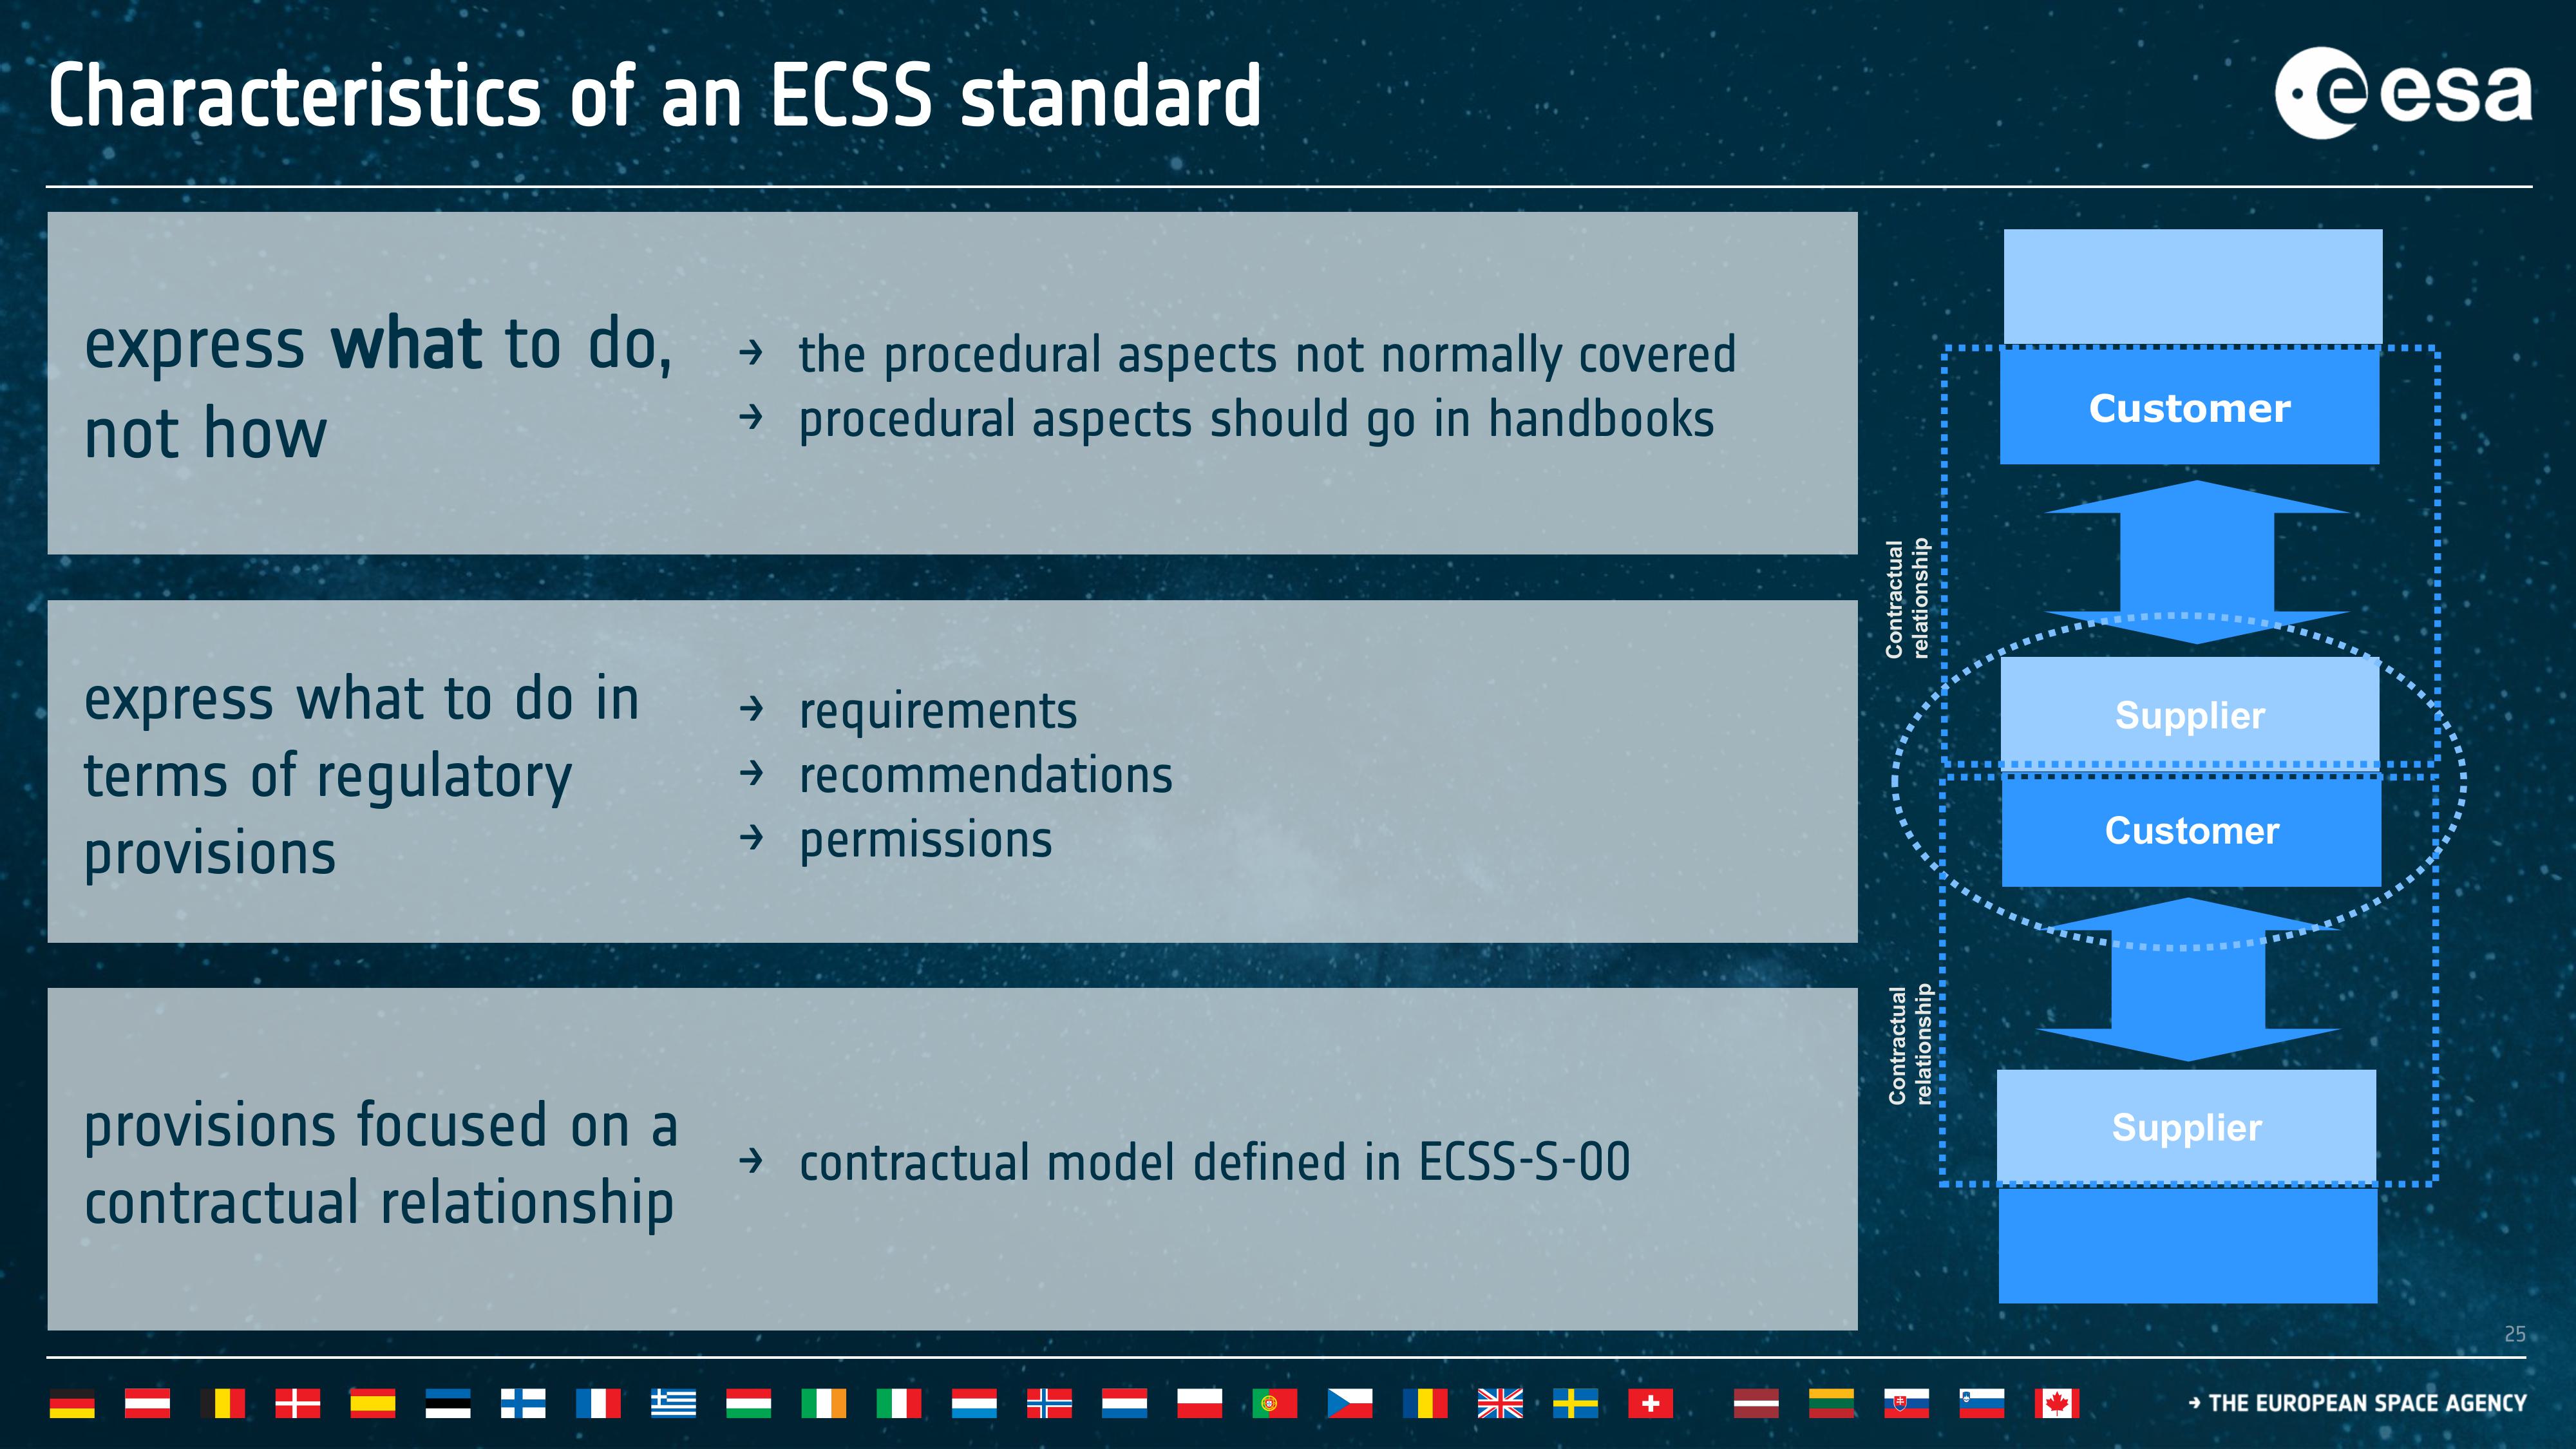 Characteristics of an ECSS standard
esa
express what to do,
not how
→ the procedural aspects not normally covered
→ procedural aspects should go in handbooks
express what to do in
terms of regulatory
provisions
→ requirements
→ recommendations
→ permissions
provisions focused on a
contractual relationship
→ contractual model defined in ECSS-S-00
Customer
Contractual
relationship
Supplier
Customer
Contractual
relationship
Supplier
25
→ THE EUROPEAN SPACE AGENCY